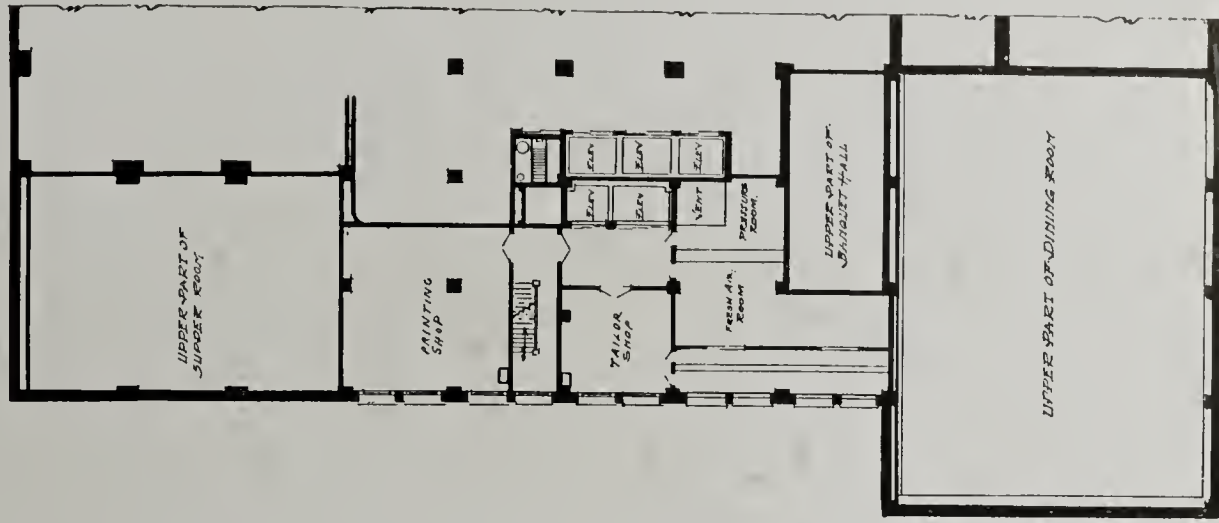 UPPER PART OF
SUPPER ROOM
PRINTING
SHOP
TAILOR
SHOP
ELEV
ELEV
ELEV
ELEV
ELEV
VENT
PRESSURE
ROOM.
FRESH AIR.
ROOM
UPPER PART OF
BANQUET HALL
UPPER PART OF DINING ROOM